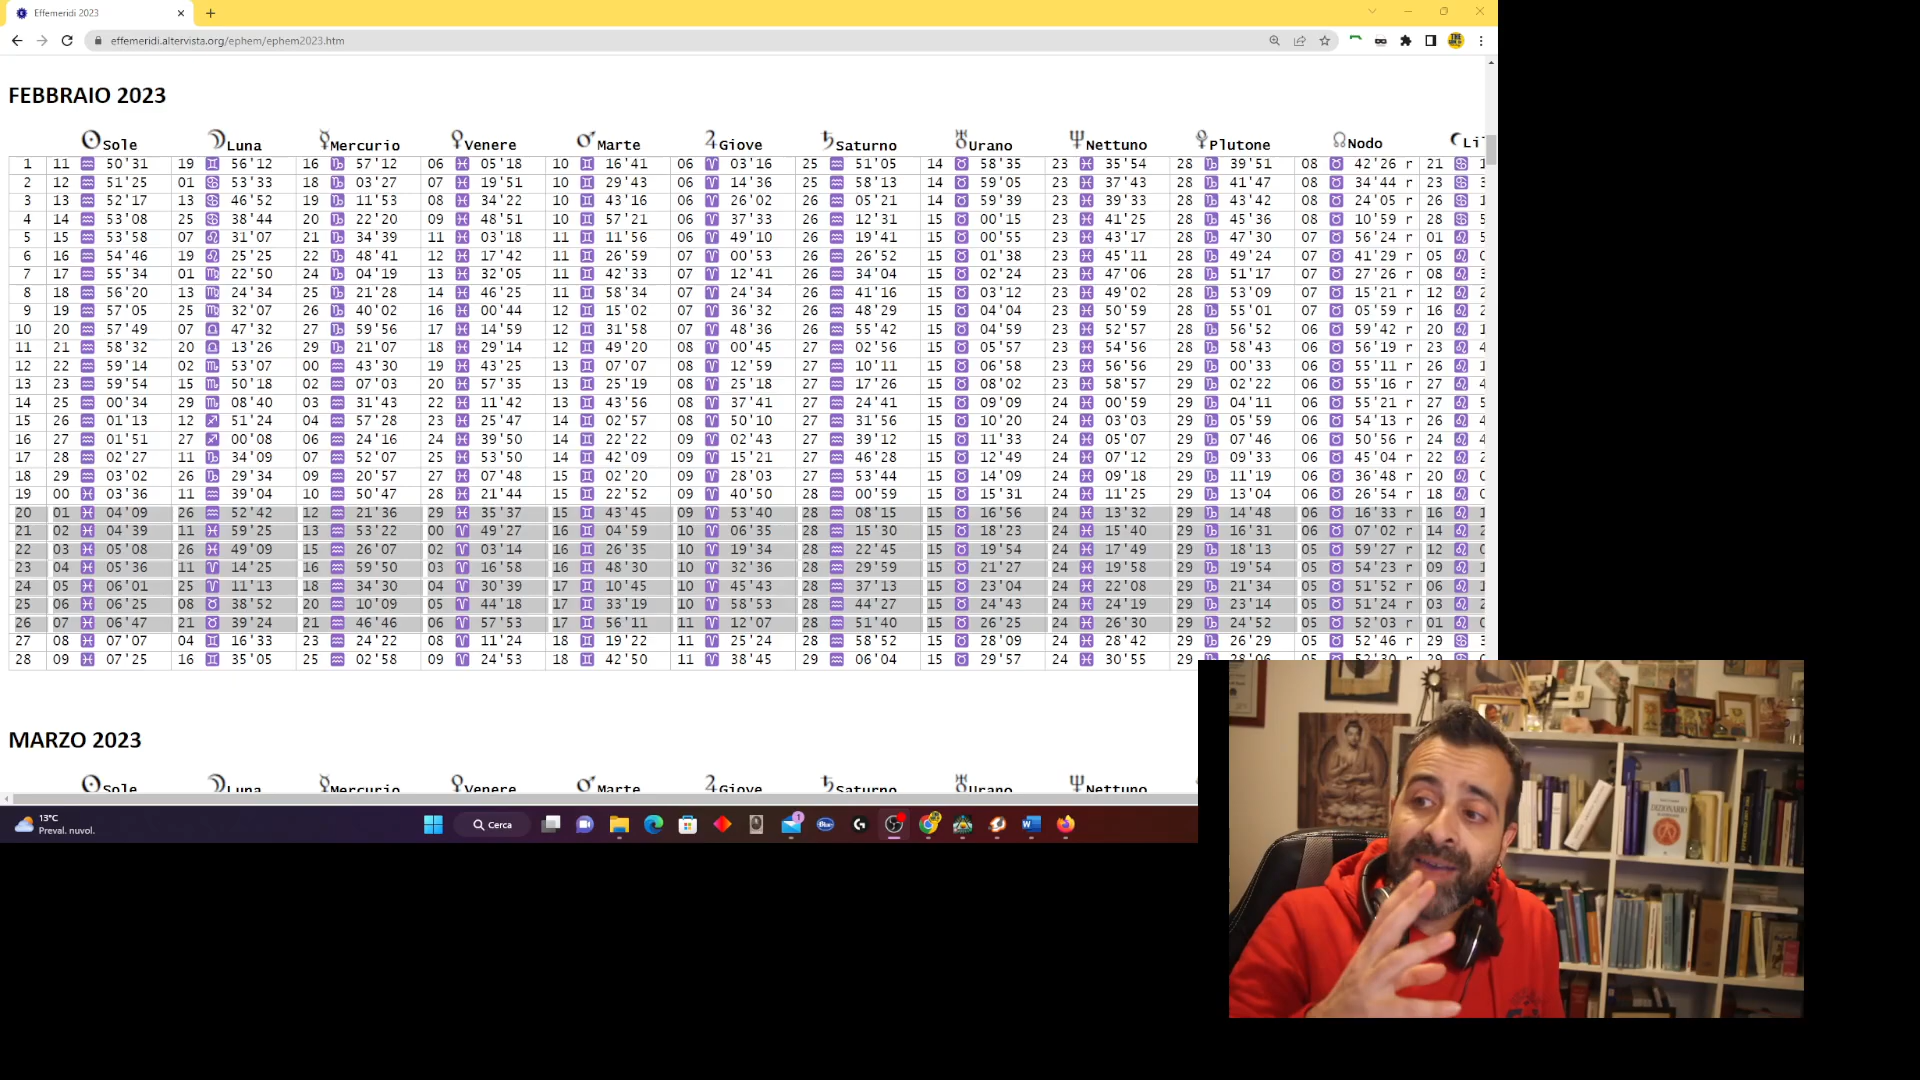 Effemeridi 2023
effemeridi.altervista.org/ephem/ephem2023.htm
FEBBRAIO 2023
☉Sole ☽Luna ☿Mercurio ♀Venere ♂Marte ♃Giove ♄Saturno ♅Urano ♆Nettuno Plutone ☊Nodo Li
1 11 ♒ 50'31 19 ♊ 56'12 16 ♑ 57'12 06 ♓ 05'18 10 ♊ 16'41 06 ♈ 03'16 25 ♒ 51'05 14 ♉ 58'35 23 ♓ 35'54 28 ♑ 39'51 08 ♉ 42'26 r 21 ♋
2 12 ♒ 51'25 01 ♋ 53'33 18 ♑ 03'27 07 ♓ 19'51 10 ♊ 29'43 06 ♈ 14'36 25 ♒ 58'13 14 ♉ 59'05 23 ♓ 37'43 28 ♑ 41'47 08 ♉ 34'44 r 23 ♋
3 13 ♒ 52'17 13 ♋ 46'52 19 ♑ 11'53 08 ♓ 34'22 10 ♊ 43'16 06 ♈ 26'02 26 ♒ 05'21 14 ♉ 59'39 23 ♓ 39'33 28 ♑ 43'42 08 ♉ 24'05 r 26 ♋
4 14 ♒ 53'08 25 ♋ 38'44 20 ♑ 22'20 09 ♓ 48'51 10 ♊ 57'21 06 ♈ 37'33 26 ♒ 12'31 15 ♉ 00'15 23 ♓ 41'25 28 ♑ 45'36 08 ♉ 10'59 r 28 ♋
5 15 ♒ 53'58 07 ♌ 31'07 21 ♑ 34'39 11 ♓ 03'18 11 ♊ 11'56 06 ♈ 49'10 26 ♒ 19'41 15 ♉ 00'55 23 ♓ 43'17 28 ♑ 47'30 07 ♉ 56'24 r 01 ♌
6 16 ♒ 54'46 19 ♌ 25'25 22 ♑ 48'41 12 ♓ 17'42 11 ♊ 26'59 07 ♈ 00'53 26 ♒ 26'52 15 ♉ 01'38 23 ♓ 45'11 28 ♑ 49'24 07 ♉ 41'29 r 05 ♌
7 17 ♒ 55'34 01 ♍ 22'50 24 ♑ 04'19 13 ♓ 32'05 11 ♊ 42'33 07 ♈ 12'41 26 ♒ 34'04 15 ♉ 02'24 23 ♓ 47'06 28 ♑ 51'17 07 ♉ 27'26 r 08 ♌
8 18 ♒ 56'20 13 ♍ 24'34 25 ♑ 21'28 14 ♓ 46'25 11 ♊ 58'34 07 ♈ 24'34 26 ♒ 41'16 15 ♉ 03'12 23 ♓ 49'02 28 ♑ 53'09 07 ♉ 15'21 r 12 ♌
9 19 ♒ 57'05 25 ♍ 32'07 26 ♑ 40'02 16 ♓ 00'44 12 ♊ 15'02 07 ♈ 36'32 26 ♒ 48'29 15 ♉ 04'04 23 ♓ 50'59 28 ♑ 55'01 07 ♉ 05'59 r 16 ♌
10 20 ♒ 57'49 07 ♎ 47'32 27 ♑ 59'56 17 ♓ 14'59 12 ♊ 31'58 07 ♈ 48'36 26 ♒ 55'42 15 ♉ 04'59 23 ♓ 52'57 28 ♑ 56'52 06 ♉ 59'42 r 20 ♌
11 21 ♒ 58'32 20 ♎ 13'26 29 ♑ 21'07 18 ♓ 29'14 12 ♊ 49'20 08 ♈ 00'45 27 ♒ 02'56 15 ♉ 05'57 23 ♓ 54'56 28 ♑ 58'43 06 ♉ 56'19 r 23 ♌
12 22 ♒ 59'14 02 ♏ 53'07 00 ♒ 43'30 19 ♓ 43'25 13 ♊ 07'07 08 ♈ 12'59 27 ♒ 10'11 15 ♉ 06'58 23 ♓ 56'56 29 ♑ 00'33 06 ♉ 55'11 r 26 ♌
13 23 ♒ 59'54 15 ♏ 50'18 02 ♒ 07'03 20 ♓ 57'35 13 ♊ 25'19 08 ♈ 25'18 27 ♒ 17'26 15 ♉ 08'02 23 ♓ 58'57 29 ♑ 02'22 06 ♉ 55'16 r 27 ♌
14 25 ♒ 00'34 29 ♏ 08'40 03 ♒ 31'43 22 ♓ 11'42 13 ♊ 43'56 08 ♈ 37'41 27 ♒ 24'41 15 ♉ 09'09 24 ♓ 00'59 29 ♑ 04'11 06 ♉ 55'21 r 27 ♌
15 26 ♒ 01'13 12 ♐ 51'24 04 ♒ 57'28 23 ♓ 25'47 14 ♊ 02'57 08 ♈ 50'10 27 ♒ 31'56 15 ♉ 10'20 24 ♓ 03'03 29 ♑ 05'59 06 ♉ 54'13 r 26 ♌
16 27 ♒ 01'51 27 ♐ 00'08 06 ♒ 24'16 24 ♓ 39'50 14 ♊ 22'22 09 ♈ 02'43 27 ♒ 39'12 15 ♉ 11'33 24 ♓ 05'07 29 ♑ 07'46 06 ♉ 50'56 r 24 ♌
17 28 ♒ 02'27 11 ♑ 34'09 07 ♒ 52'07 25 ♓ 53'50 14 ♊ 42'09 09 ♈ 15'21 27 ♒ 46'28 15 ♉ 12'49 24 ♓ 07'12 29 ♑ 09'33 06 ♉ 45'04 r 22 ♌
18 29 ♒ 03'02 26 ♑ 29'34 09 ♒ 20'57 27 ♓ 07'48 15 ♊ 02'20 09 ♈ 28'03 27 ♒ 53'44 15 ♉ 14'09 24 ♓ 09'18 29 ♑ 11'19 06 ♉ 36'48 r 20 ♌
19 00 ♓ 03'36 11 ♒ 39'04 10 ♒ 50'47 28 ♓ 21'44 15 ♊ 22'52 09 ♈ 40'50 28 ♒ 00'59 15 ♉ 15'31 24 ♓ 11'25 29 ♑ 13'04 06 ♉ 26'54 r 18 ♌
20 01 ♓ 04'09 26 ♒ 52'42 12 ♒ 21'36 29 ♓ 35'37 15 ♊ 43'45 09 ♈ 53'40 28 ♒ 08'15 15 ♉ 16'56 24 ♓ 13'32 29 ♑ 14'48 06 ♉ 16'33 r 16 ♌
21 02 ♓ 04'39 11 ♓ 59'25 13 ♒ 53'22 00 ♈ 49'27 16 ♊ 04'59 10 ♈ 06'35 28 ♒ 15'30 15 ♉ 18'23 24 ♓ 15'40 29 ♑ 16'31 06 ♉ 07'02 r 14 ♌
22 03 ♓ 05'08 26 ♓ 49'09 15 ♒ 26'07 02 ♈ 03'14 16 ♊ 26'35 10 ♈ 19'34 28 ♒ 22'45 15 ♉ 19'54 24 ♓ 17'49 29 ♑ 18'13 05 ♉ 59'27 r 12 ♌
23 04 ♓ 05'36 11 ♈ 14'25 16 ♒ 59'50 03 ♈ 16'58 16 ♊ 48'30 10 ♈ 32'36 28 ♒ 29'59 15 ♉ 21'27 24 ♓ 19'58 29 ♑ 19'54 05 ♉ 54'23 r 09 ♌
24 05 ♓ 06'01 25 ♈ 11'13 18 ♒ 34'30 04 ♈ 30'39 17 ♊ 10'45 10 ♈ 45'43 28 ♒ 37'13 15 ♉ 23'04 24 ♓ 22'08 29 ♑ 21'34 05 ♉ 51'52 r 06 ♌
25 06 ♓ 06'25 08 ♉ 38'52 20 ♒ 10'09 05 ♈ 44'18 17 ♊ 33'19 10 ♈ 58'53 28 ♒ 44'27 15 ♉ 24'43 24 ♓ 24'19 29 ♑ 23'14 05 ♉ 51'24 r 03 ♌
26 07 ♓ 06'47 21 ♉ 39'24 21 ♒ 46'46 06 ♈ 57'53 17 ♊ 56'11 11 ♈ 12'07 28 ♒ 51'40 15 ♉ 26'25 24 ♓ 26'30 29 ♑ 24'52 05 ♉ 52'03 r 01 ♌
27 08 ♓ 07'07 04 ♊ 16'33 23 ♒ 24'22 08 ♈ 11'24 18 ♊ 19'22 11 ♈ 25'24 28 ♒ 58'52 15 ♉ 28'09 24 ♓ 28'42 29 ♑ 26'29 05 ♉ 52'46 r 29 ♋
28 09 ♓ 07'25 16 ♊ 35'05 25 ♒ 02'58 09 ♈ 24'53 18 ♊ 42'50 11 ♈ 38'45 29 ♒ 06'04 15 ♉ 29'57 24 ♓ 30'55 29 ♑ 28'06 05 ♉ 52'30 r 29 ♋
MARZO 2023
☉Sole ☽Luna ☿Mercurio ♀Venere ♂Marte ♃Giove ♄Saturno ♅Urano ♆Nettuno
13°C
Preval. nuvol.
Cerca
DIZIONARIO